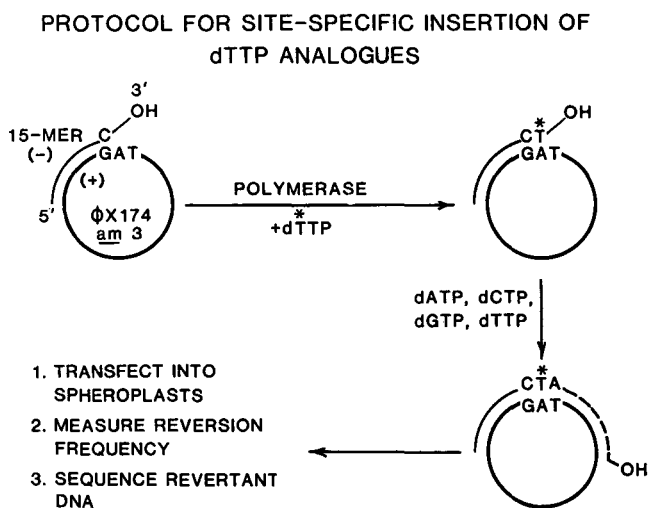 PROTOCOL FOR SITE-SPECIFIC INSERTION OF
dTTP ANALOGUES
3'
OH
15-MER
(-)
C
GAT
(+)
5'
ΦX174
am 3
POLYMERASE
*
+dTTP
*
OH
CT
GAT
dATP, dCTP,
dGTP, dTTP
*
CTA
GAT
OH
1. TRANSFECT INTO
SPHEROPLASTS
2. MEASURE REVERSION
FREQUENCY
3. SEQUENCE REVERTANT
DNA